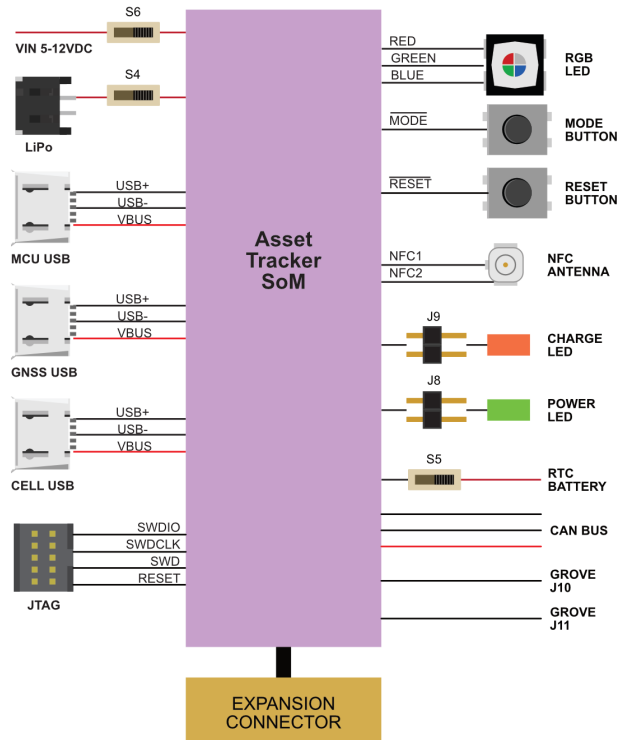 S6
VIN 5-12VDC
S4
LiPo
USB+
USB-
VBUS
MCU USB
USB+
USB-
VBUS
GNSS USB
USB+
USB-
VBUS
CELL USB
SWDIO
SWDCLK
SWD
RESET
JTAG
Asset
Tracker
SoM
RED
GREEN
BLUE
RGB
LED
MODE
MODE
BUTTON
RESET
RESET
BUTTON
NFC1
NFC2
NFC
ANTENNA
J9
CHARGE
LED
J8
POWER
LED
S5
RTC
BATTERY
CAN BUS
GROVE
J10
GROVE
J11
EXPANSION
CONNECTOR